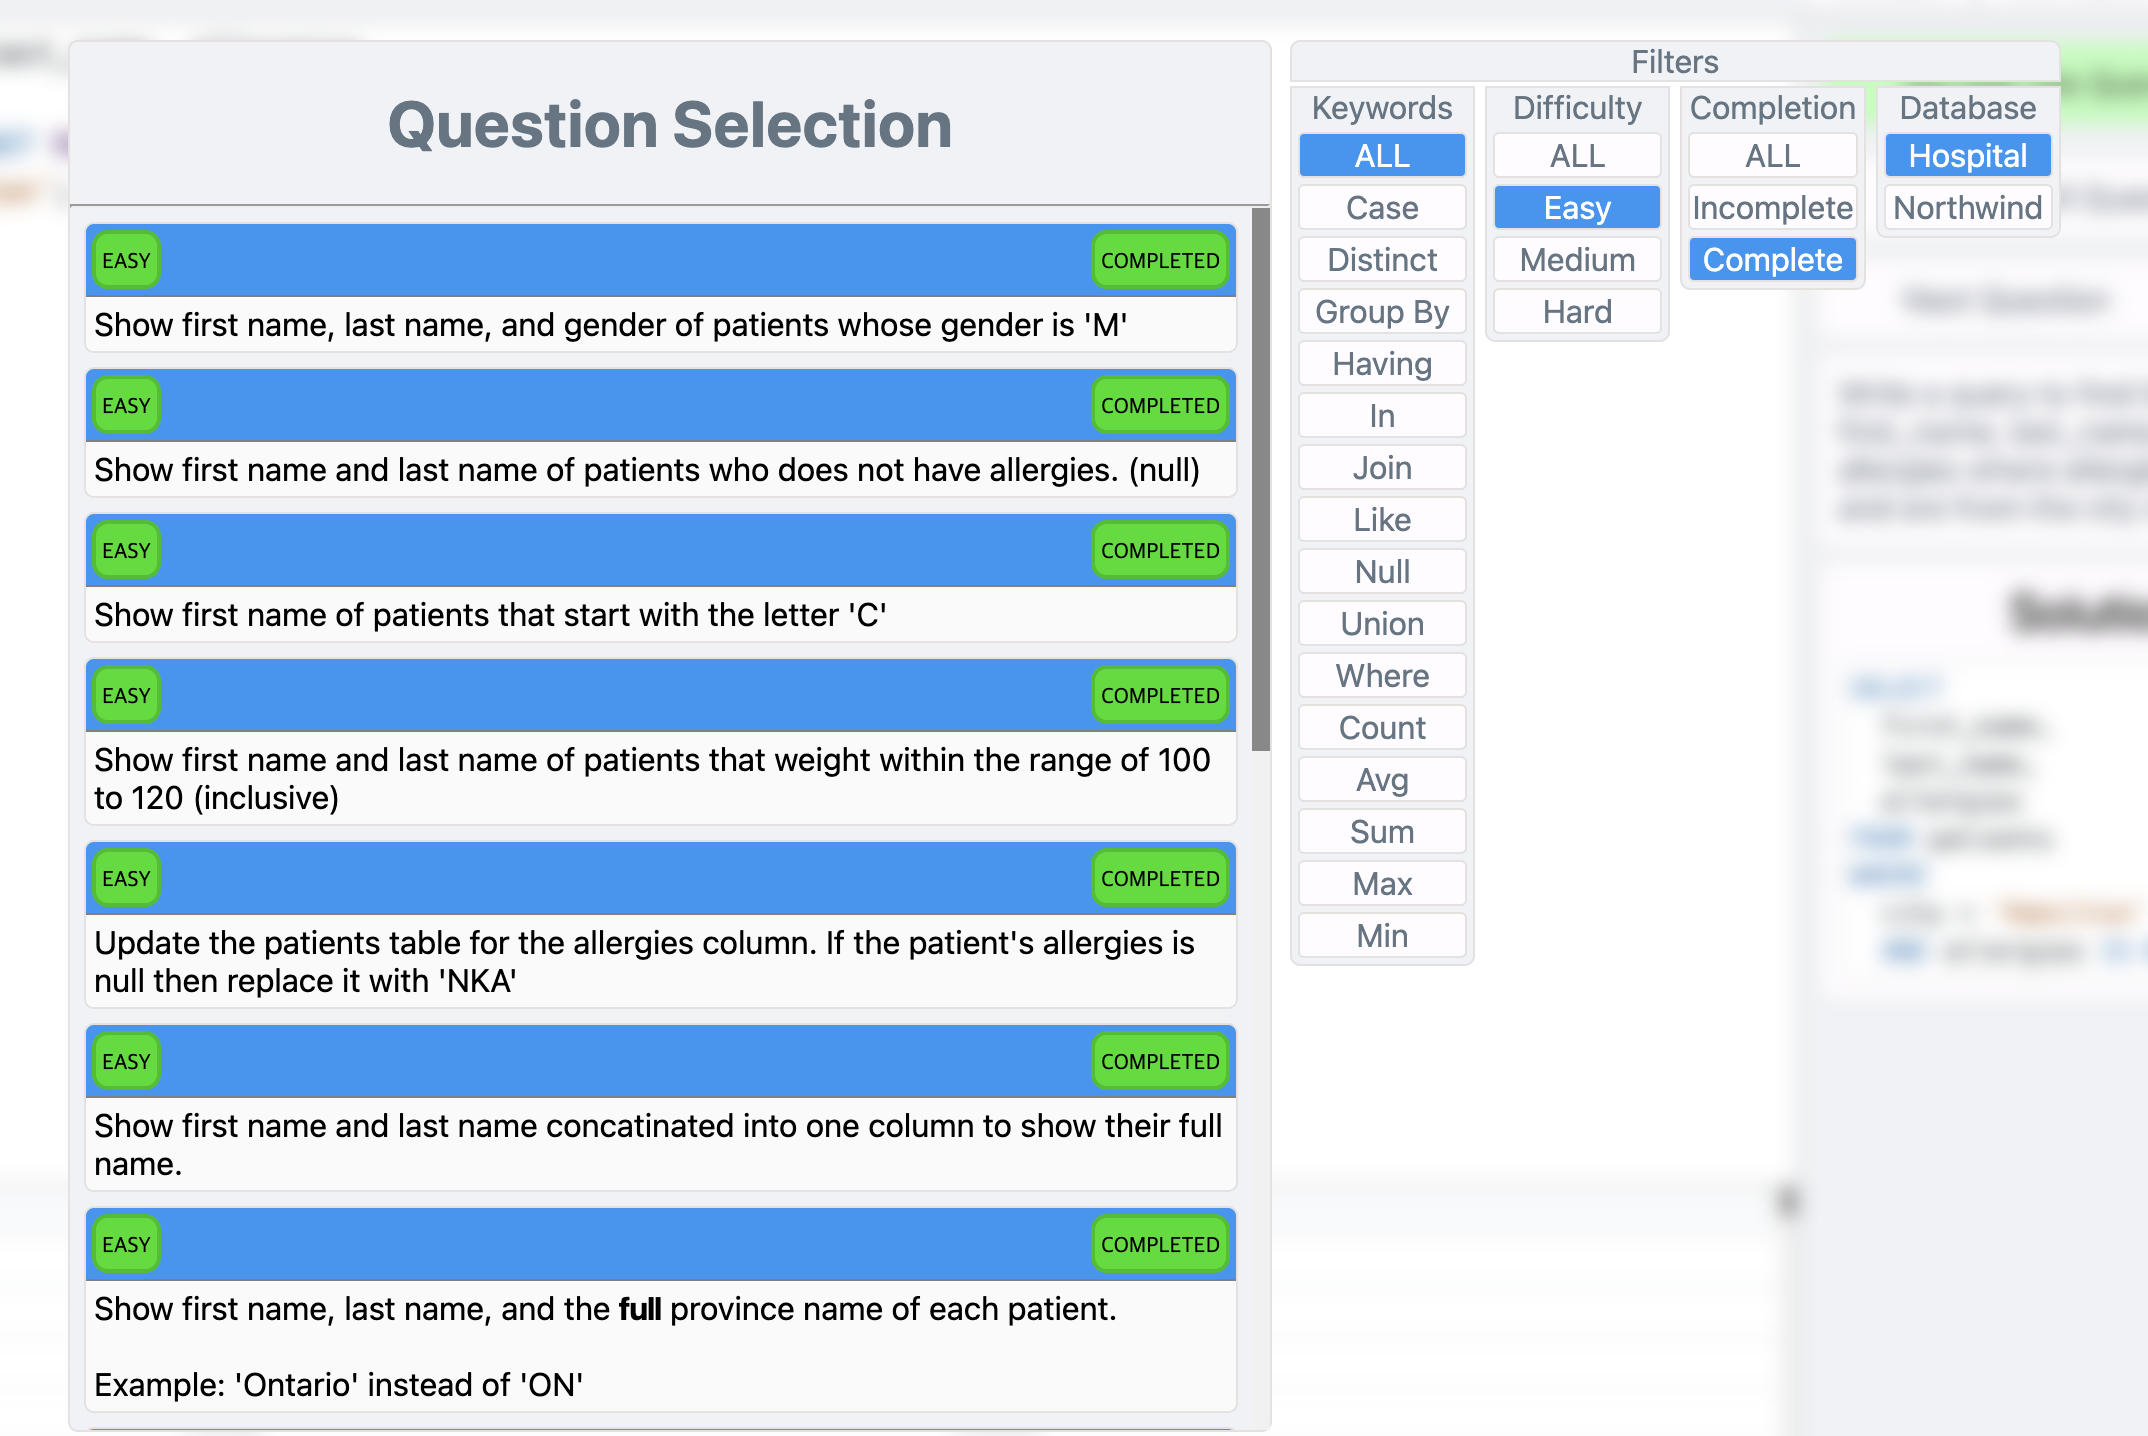 Question Selection
EASY
COMPLETED
Show first name, last name, and gender of patients whose gender is 'M'
EASY
COMPLETED
Show first name and last name of patients who does not have allergies. (null)
EASY
COMPLETED
Show first name of patients that start with the letter 'C'
EASY
COMPLETED
Show first name and last name of patients that weight within the range of 100
to 120 (inclusive)
EASY
COMPLETED
Update the patients table for the allergies column. If the patient's allergies is
null then replace it with 'NKA'
EASY
COMPLETED
Show first name and last name concatinated into one column to show their full
name.
EASY
COMPLETED
Show first name, last name, and the full province name of each patient.
Example: 'Ontario' instead of 'ON'
Filters
Keywords
ALL
Case
Distinct
Group By
Having
In
Join
Like
Null
Union
Where
Count
Avg
Sum
Max
Min
Difficulty
ALL
Easy
Medium
Hard
Completion
ALL
Incomplete
Complete
Database
Hospital
Northwind